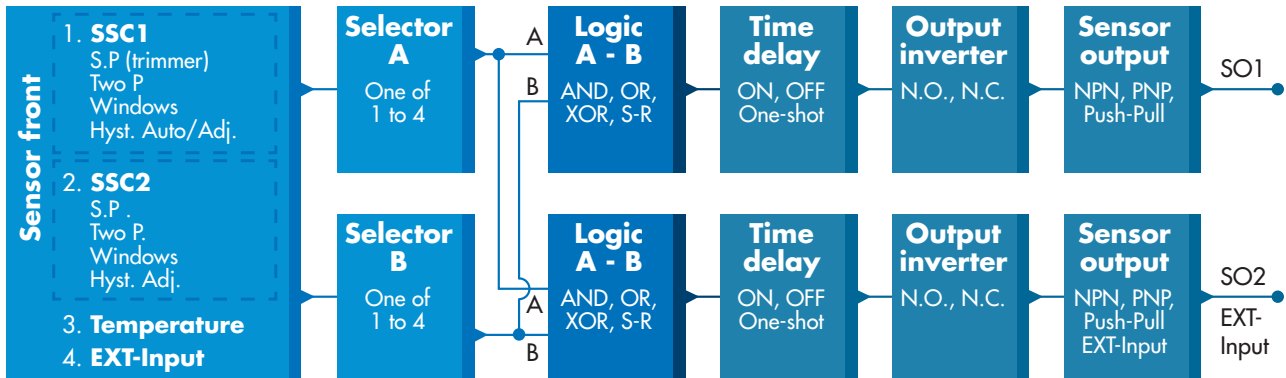 Sensor front
1. SSC1
S.P (trimmer)
Two P
Windows
Hyst. Auto/Adj.
2. SSC2
S.P .
Two P.
Windows
Hyst. Adj.
3. Temperature
4. EXT-Input
Selector
A
One of
1 to 4
A
B
Logic
A - B
AND, OR,
XOR, S-R
Time
delay
ON, OFF
One-shot
Output
inverter
N.O., N.C.
Sensor
output
NPN, PNP,
Push-Pull
SO1
Selector
B
One of
1 to 4
A
B
Logic
A - B
AND, OR,
XOR, S-R
Time
delay
ON, OFF
One-shot
Output
inverter
N.O., N.C.
Sensor
output
NPN, PNP,
Push-Pull
EXT-Input
SO2
EXT-
Input